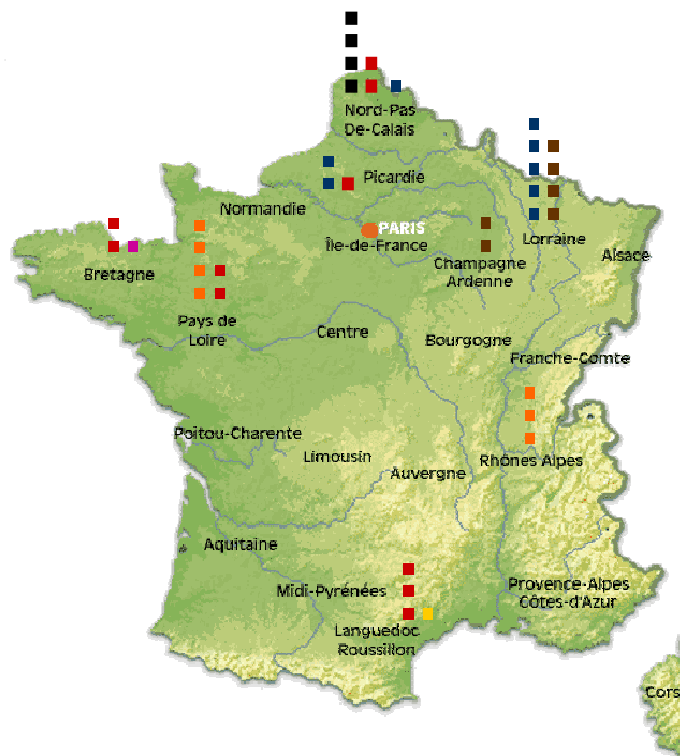 Nord-Pas
De-Calais
Picardie
Normandie
PARIS
Île-de-France
Lorraine
Alsace
Champagne
Ardenne
Bretagne
Pays de
Loire
Centre
Bourgogne
Franche-Comte
Poitou-Charente
Limousin
Auvergne
Rhônes Alpes
Aquitaine
Midi-Pyrénées
Provence-Alpes
Côtes-d'Azur
Languedoc
Roussillon
Cors